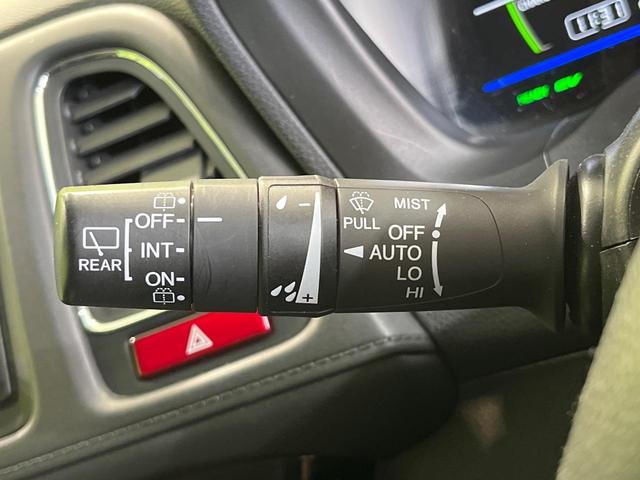 OFF
INT
REAR
ON
−
+
PULL
MIST
OFF
AUTO
LO
HI